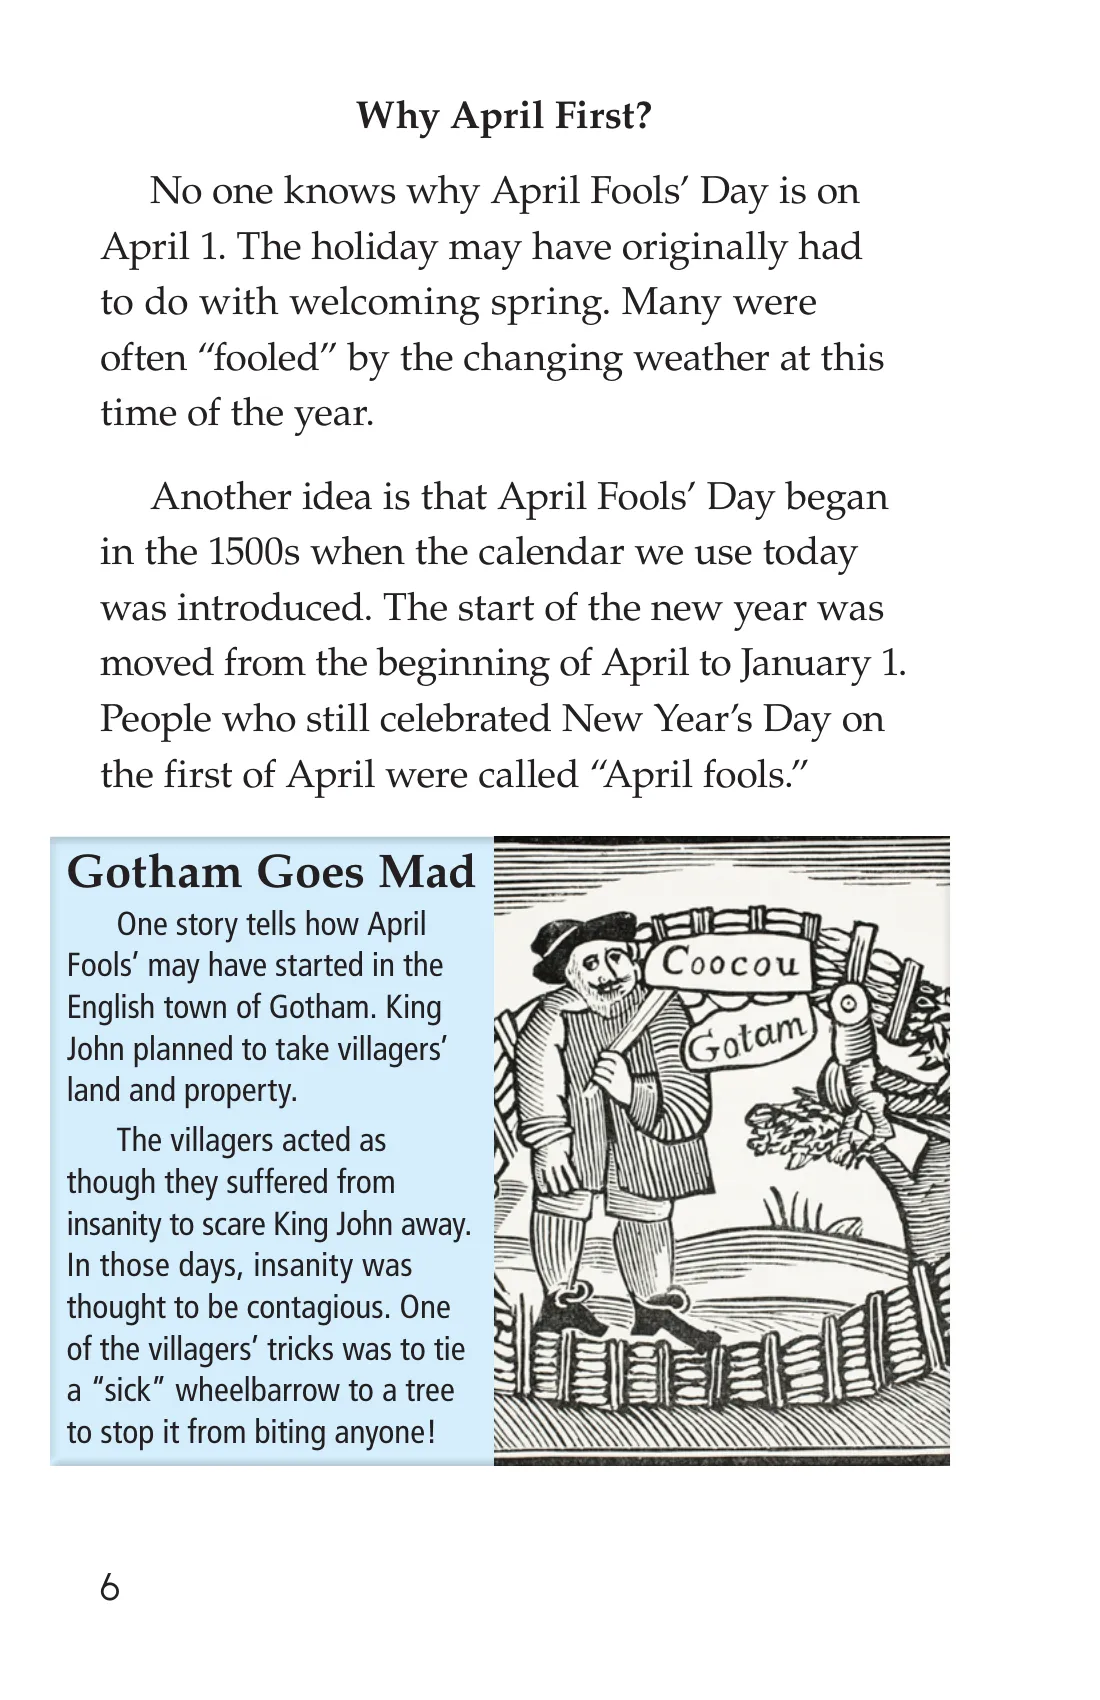 Why April First?
No one knows why April Fools’ Day is on
April 1. The holiday may have originally had
to do with welcoming spring. Many were
often “fooled” by the changing weather at this
time of the year.
Another idea is that April Fools’ Day began
in the 1500s when the calendar we use today
was introduced. The start of the new year was
moved from the beginning of April to January 1.
People who still celebrated New Year’s Day on
the first of April were called “April fools.”
Gotham Goes Mad
One story tells how April
Fools’ may have started in the
English town of Gotham. King
John planned to take villagers’
land and property.
The villagers acted as
though they suffered from
insanity to scare King John away.
In those days, insanity was
thought to be contagious. One
of the villagers’ tricks was to tie
a “sick” wheelbarrow to a tree
to stop it from biting anyone!
Coocou
Gotam
6